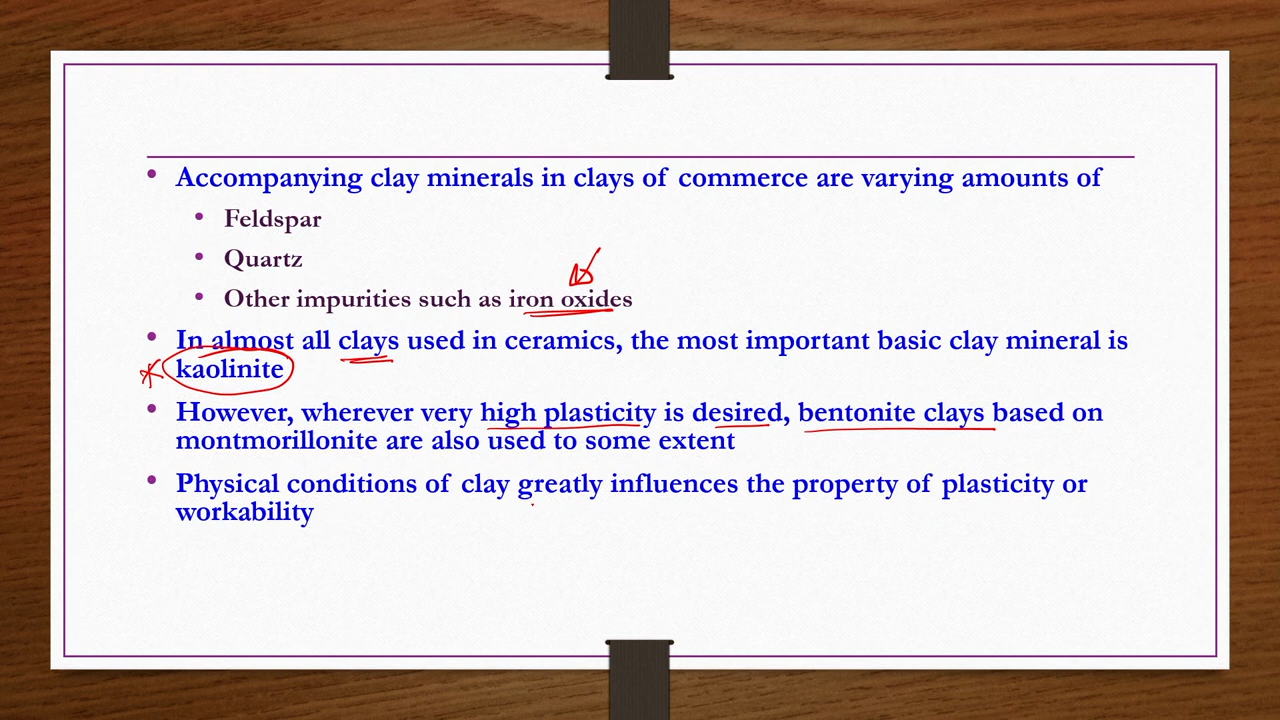 Accompanying clay minerals in clays of commerce are varying amounts of
Feldspar
Quartz
Other impurities such as iron oxides
In almost all clays used in ceramics, the most important basic clay mineral is
kaolinite
However, wherever very high plasticity is desired, bentonite clays based on
montmorillonite are also used to some extent
Physical conditions of clay greatly influences the property of plasticity or
workability